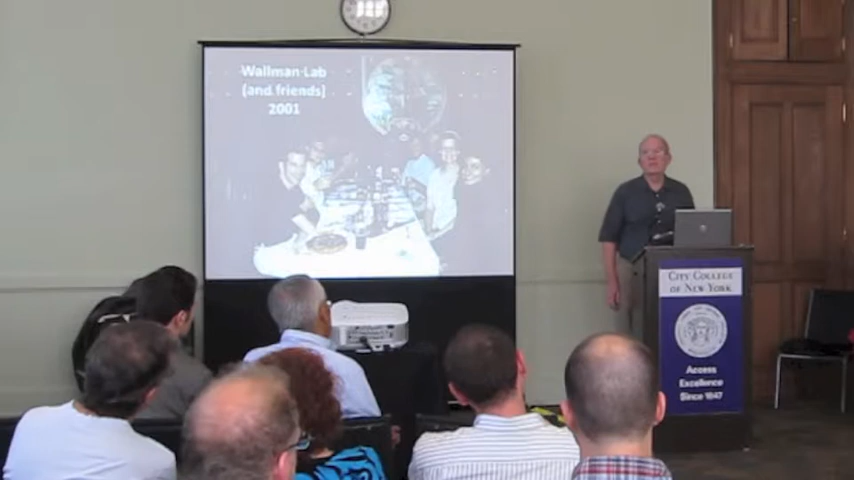 Wallman Lab
(and friends)
2001
CITY COLLEGE
OF NEW YORK
Access
Excellence
Since 1847